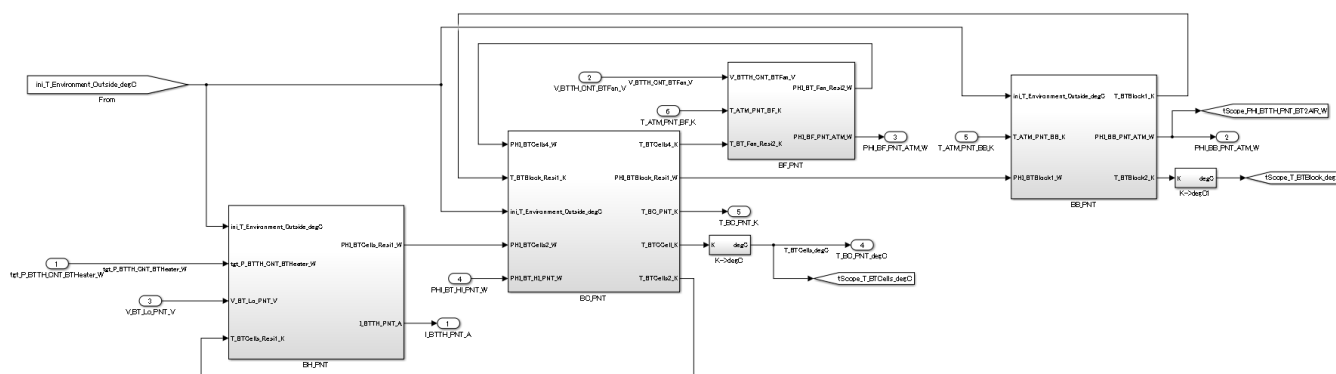 ini_T_Environment_Outside_degC
From
2
V_BTTH_CNT_BTFan_V
V_BTTH_CNT_BTFan_V
6
T_ATM_PNT_BF_K
V_BTTH_CNT_BTFan_V
T_ATM_PNT_BF_K
T_BT_Fan_Resi2_K
PHI_BT_Fan_Resi2_W
PHI_BF_PNT_ATM_W
BF_PNT
3
PHI_BF_PNT_ATM_W
5
T_ATM_PNT_BB_K
ini_T_Environment_Outside_degC
T_ATM_PNT_BB_K
PHI_BTBlock1_W
T_BTBlock1_K
PHI_BB_PNT_ATM_W
T_BTBlock2_K
BB_PNT
tScope_PHI_BTTH_PNT_BT2AIR_W
2
PHI_BB_PNT_ATM_W
K degC
K->degC1
tScope_T_BTBlock_deg
PHI_BTCells4_W
T_BTBlock_Resi1_K
ini_T_Environment_Outside_degC
PHI_BTCells2_W
PHI_BT_HI_PNT_W
T_BTCells4_K
PHI_BTBlock_Resi1_W
T_BC_PNT_K
T_BTCCell_K
T_BTCells2_K
BC_PNT
5
T_BC_PNT_K
K degC
K->degC
T_BTCells_degC
4
T_BC_PNT_degC
tScope_T_BTCells_degC
4
PHI_BT_HI_PNT_W
1
tgt_P_BTTH_CNT_BTHeater_W
tgt_P_BTTH_CNT_BTHeater_W
3
V_BT_Lo_PNT_V
ini_T_Environment_Outside_degC
tgt_P_BTTH_CNT_BTHeater_W
V_BT_Lo_PNT_V
T_BTCells_Resi1_K
PHI_BTCells_Resi1_W
I_BTTH_PNT_A
BH_PNT
1
I_BTTH_PNT_A